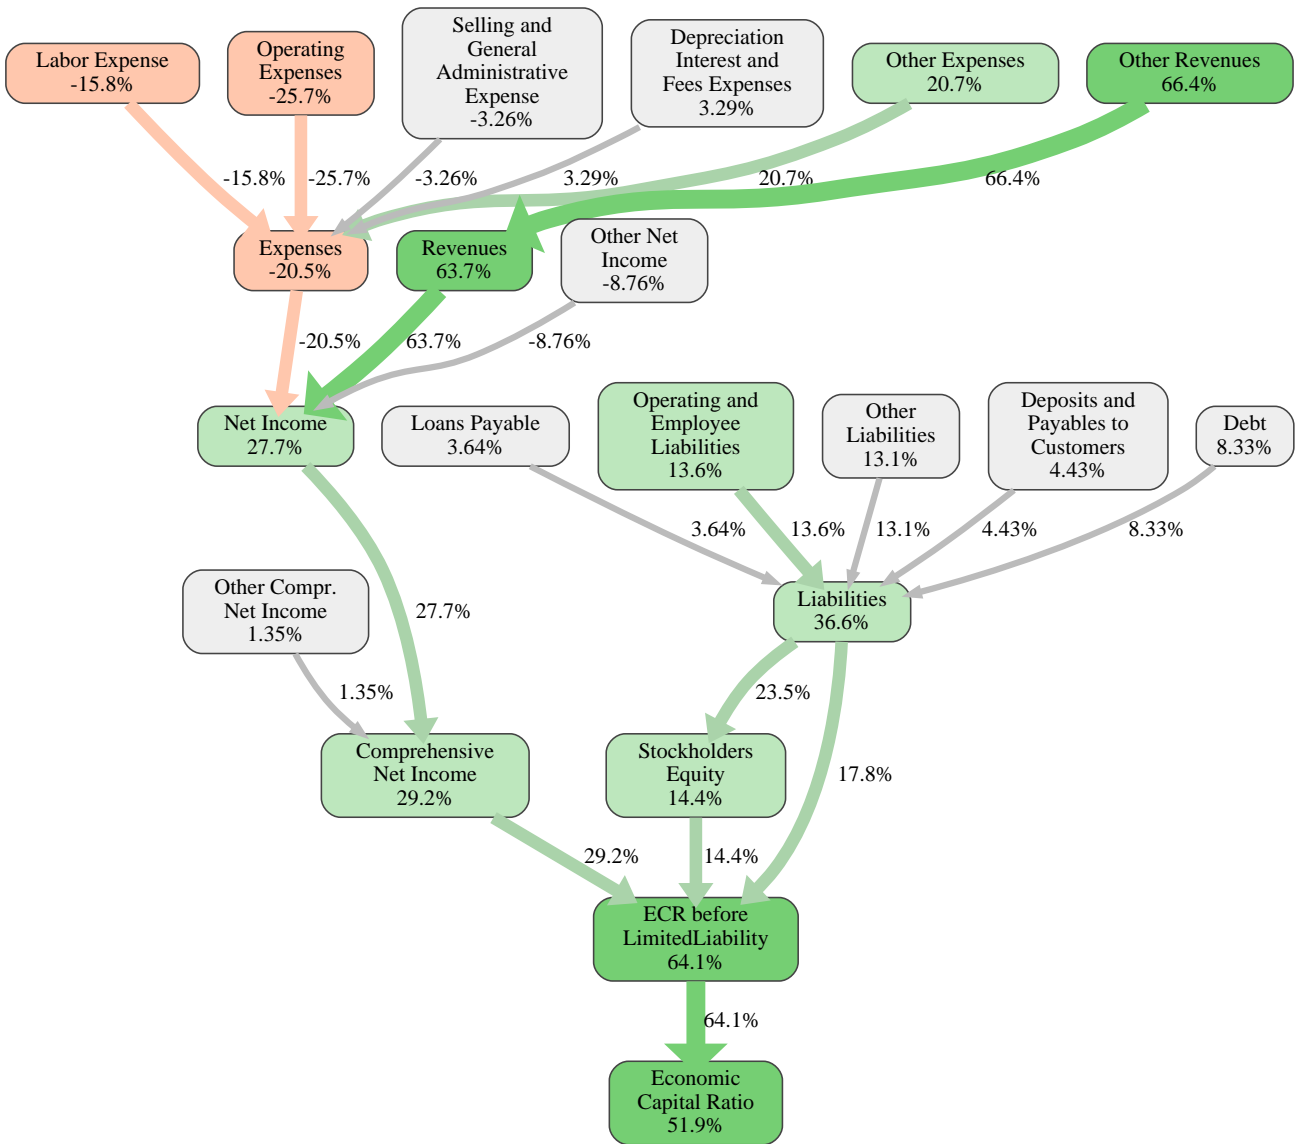 Labor Expense
-15.8%
Operating
Expenses
-25.7%
Selling and
General
Administrative
Expense
-3.26%
Depreciation
Interest and
Fees Expenses
3.29%
Other Expenses
20.7%
Other Revenues
66.4%
-15.8%
-25.7%
-3.26%
3.29%
20.7%
66.4%
Expenses
-20.5%
Revenues
63.7%
Other Net
Income
-8.76%
-20.5%
63.7%
-8.76%
Net Income
27.7%
Loans Payable
3.64%
Operating and
Employee
Liabilities
13.6%
Other
Liabilities
13.1%
Deposits and
Payables to
Customers
4.43%
Debt
8.33%
3.64%
13.6%
13.1%
4.43%
8.33%
Other Compr.
Net Income
1.35%
27.7%
Liabilities
36.6%
1.35%
23.5%
17.8%
Comprehensive
Net Income
29.2%
Stockholders
Equity
14.4%
29.2%
14.4%
ECR before
LimitedLiability
64.1%
64.1%
Economic
Capital Ratio
51.9%